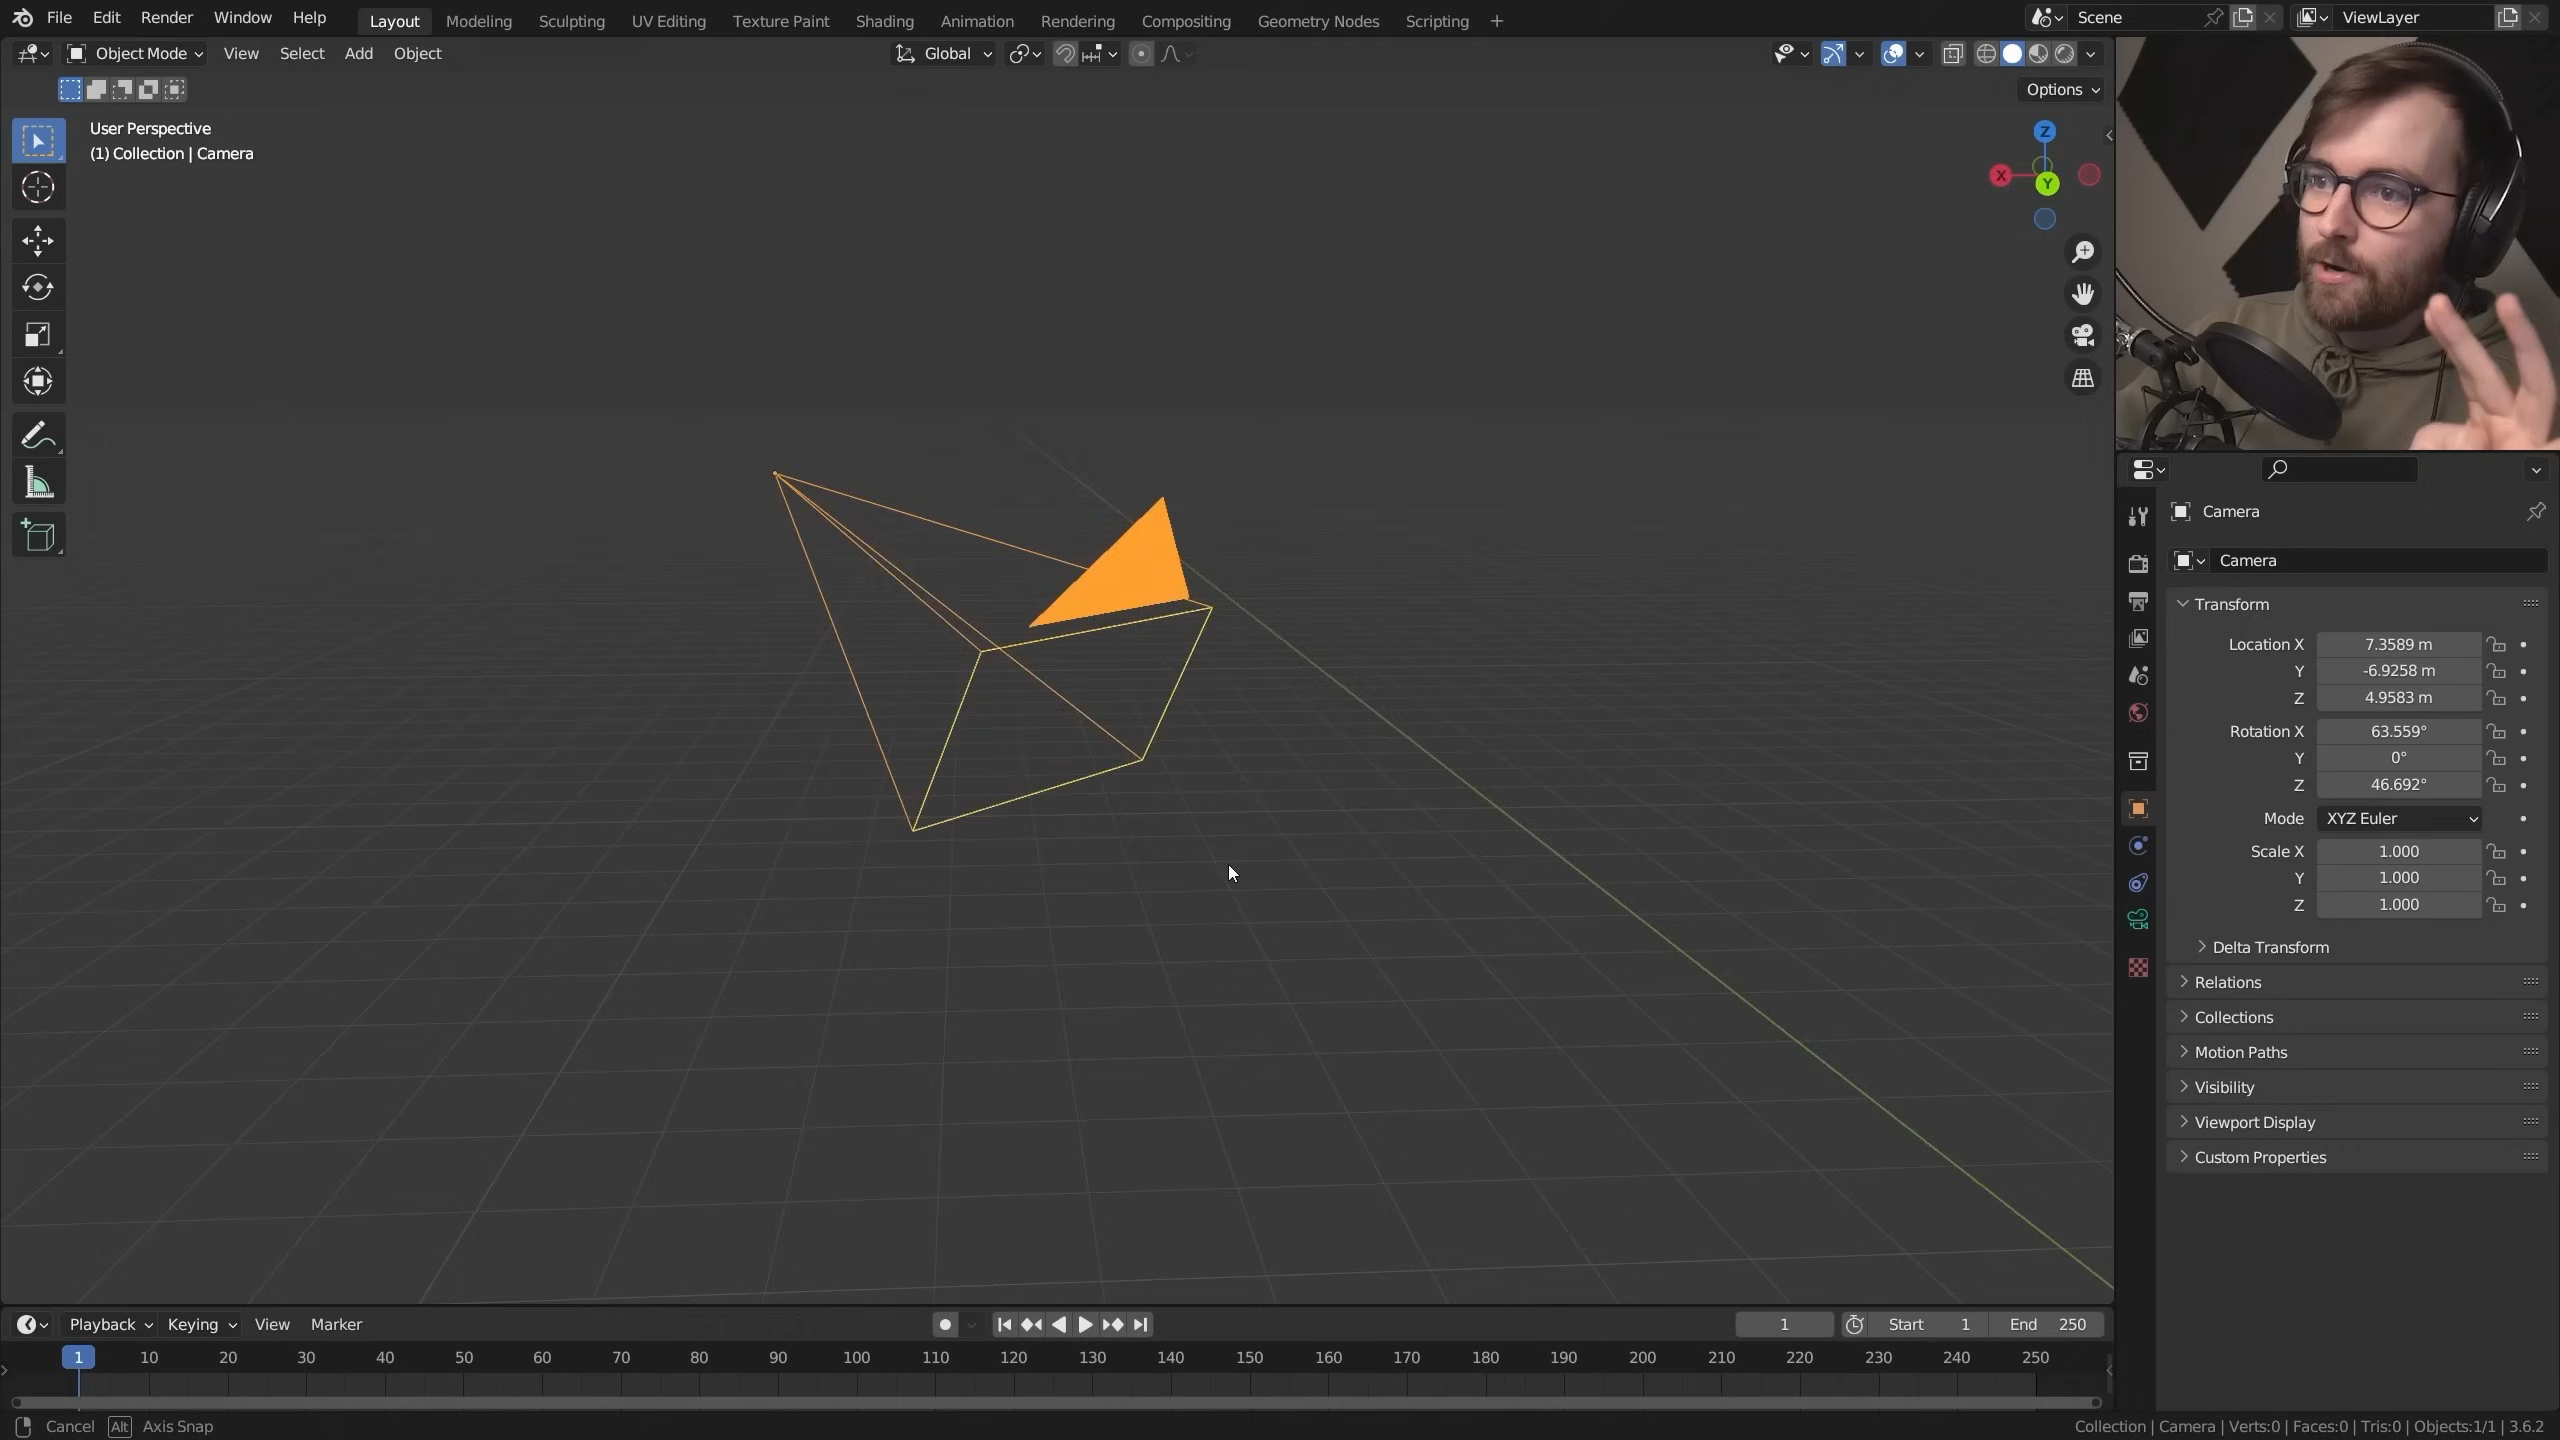 File Edit Render Window Help Layout Modeling Sculpting UV Editing Texture Paint Shading Animation Rendering Compositing Geometry Nodes Scripting + Scene ViewLayer
Object Mode View Select Add Object Global
Options
User Perspective
(1) Collection | Camera
Z
X
Y
Camera
Camera
Transform
Location X 7.3589 m
Y -6.9258 m
Z 4.9583 m
Rotation X 63.559°
Y 0°
Z 46.692°
Mode XYZ Euler
Scale X 1.000
Y 1.000
Z 1.000
Delta Transform
Relations
Collections
Motion Paths
Visibility
Viewport Display
Custom Properties
Playback Keying View Marker 1 Start 1 End 250
1 10 20 30 40 50 60 70 80 90 100 110 120 130 140 150 160 170 180 190 200 210 220 230 240 250
Cancel Alt Axis Snap Collection | Camera | Verts:0 | Faces:0 | Tris:0 | Objects:1/1 | 3.6.2